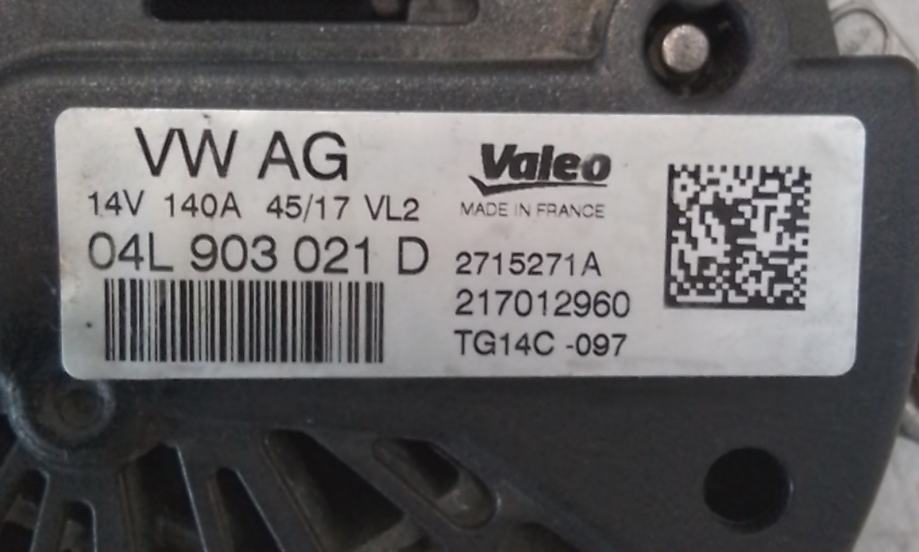 VW AG
14V 140A 45/17 VL2
04L 903 021 D
Valeo
MADE IN FRANCE
2715271A
217012960
TG14C -097